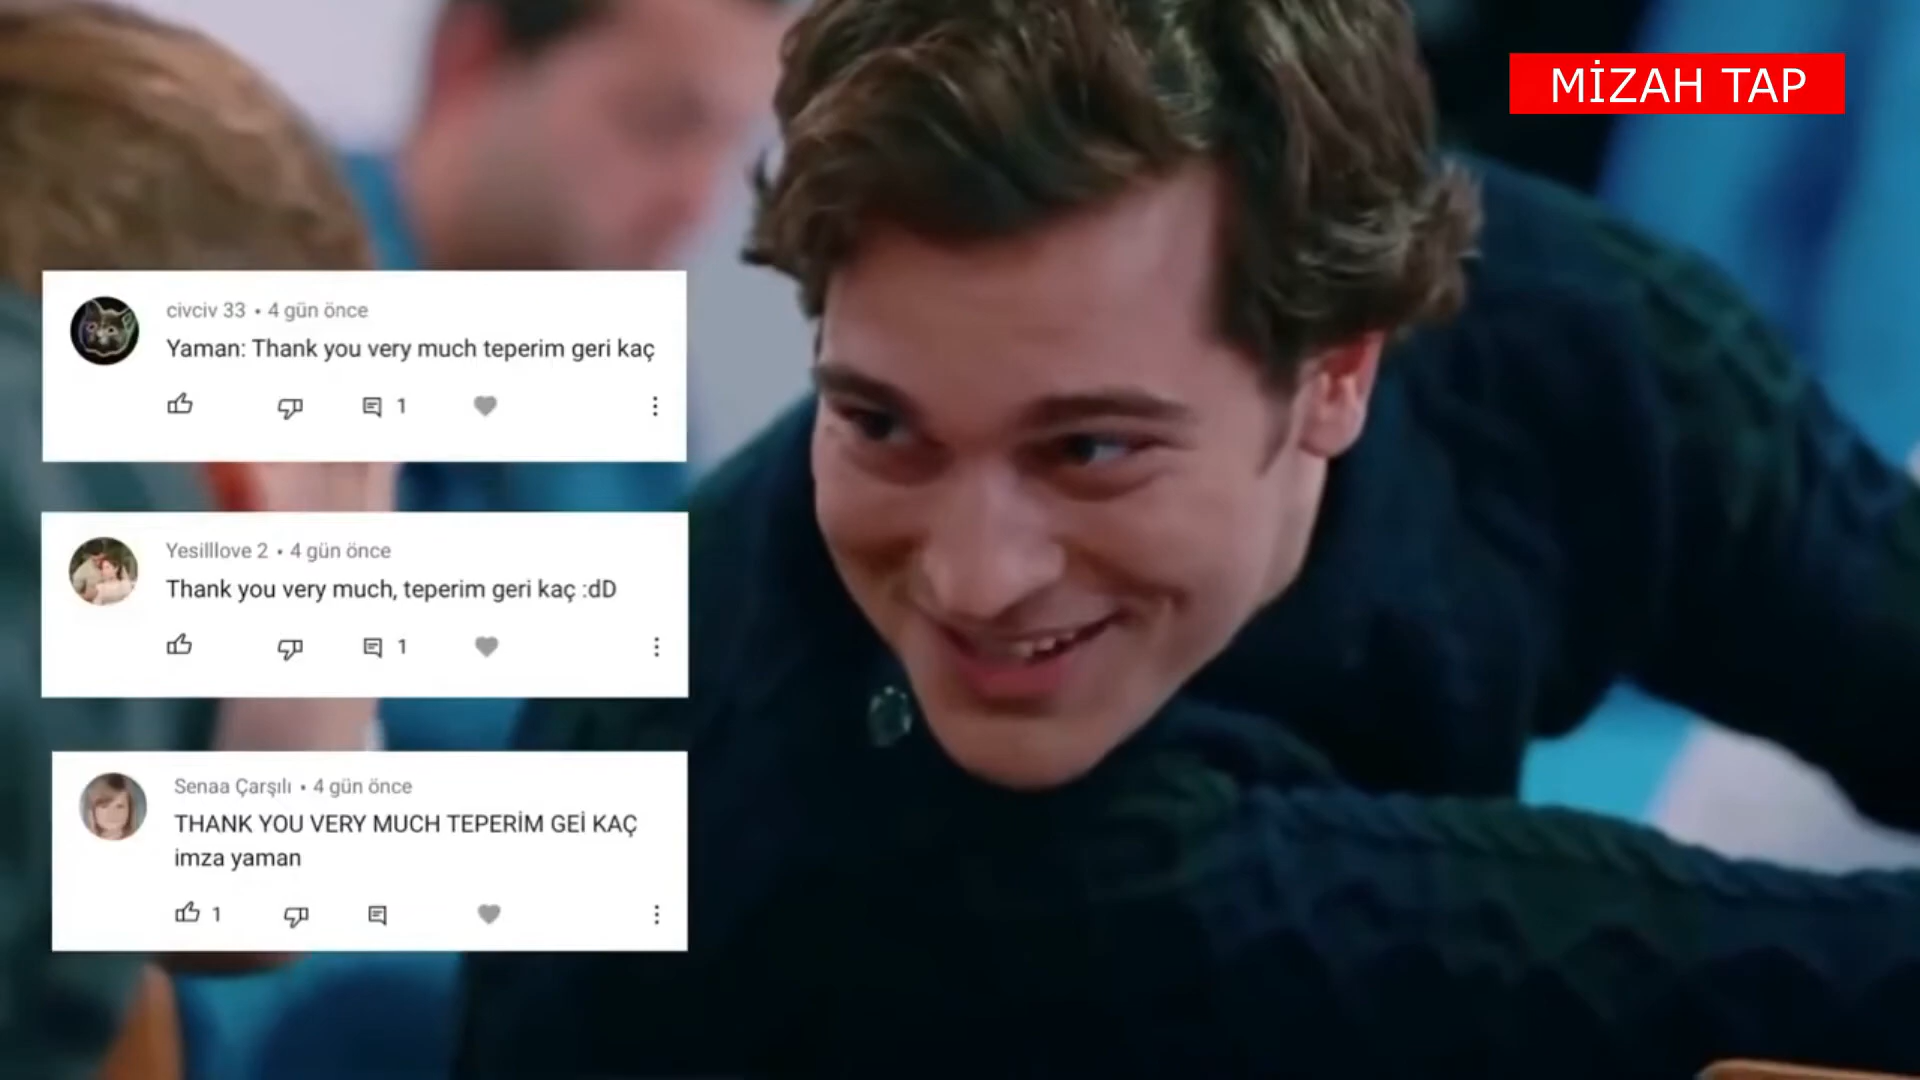 MİZAH TAP
civciv 33 • 4 gün önce
Yaman: Thank you very much teperim geri kaç
1
Yesilllove 2 • 4 gün önce
Thank you very much, teperim geri kaç :dD
1
Senaa Çarşılı • 4 gün önce
THANK YOU VERY MUCH TEPERİM GEİ KAÇ
imza yaman
1